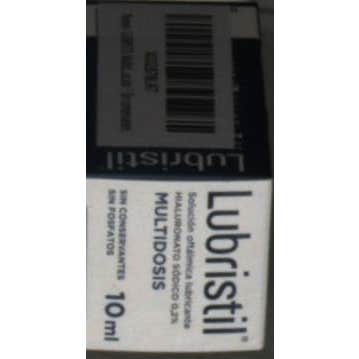 Lubristil
Lubristil®
Solución oftálmica lubricante
HIALURONATO SÓDICO 0,2%
MULTIDOSIS
SIN CONSERVANTES
SIN FOSFATOS
10 ml